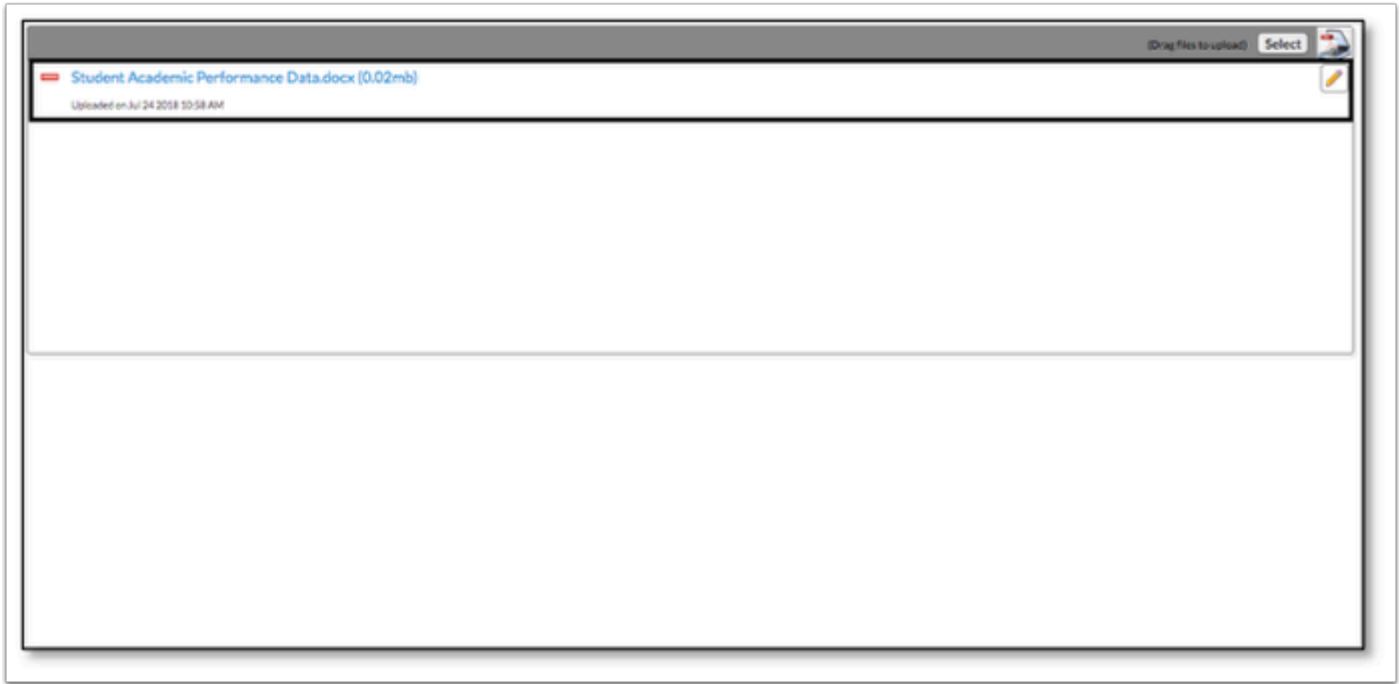 (Drag files to upload) Select
Student Academic Performance Data.docx (0.02mb)
Uploaded on Jul 24 2018 10:58 AM